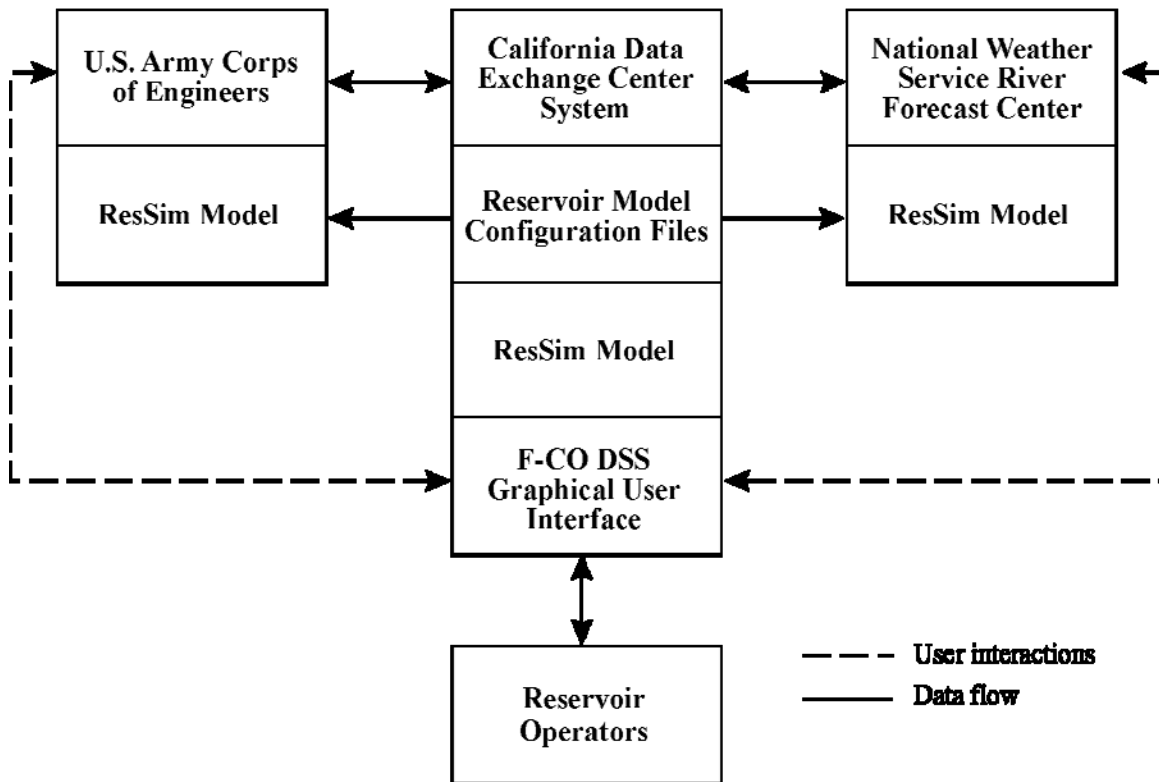 U.S. Army Corps
of Engineers
California Data
Exchange Center
System
National Weather
Service River
Forecast Center
ResSim Model
Reservoir Model
Configuration Files
ResSim Model
ResSim Model
F-CO DSS
Graphical User
Interface
Reservoir
Operators
User interactions
Data flow